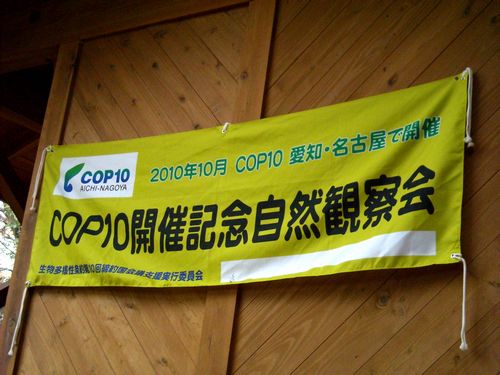 COP10
AICHI-NAGOYA
2010年10月 COP10 愛知・名古屋で開催
COP10開催記念自然観察会
生物多様性条約第10回締約国会議支援実行委員会